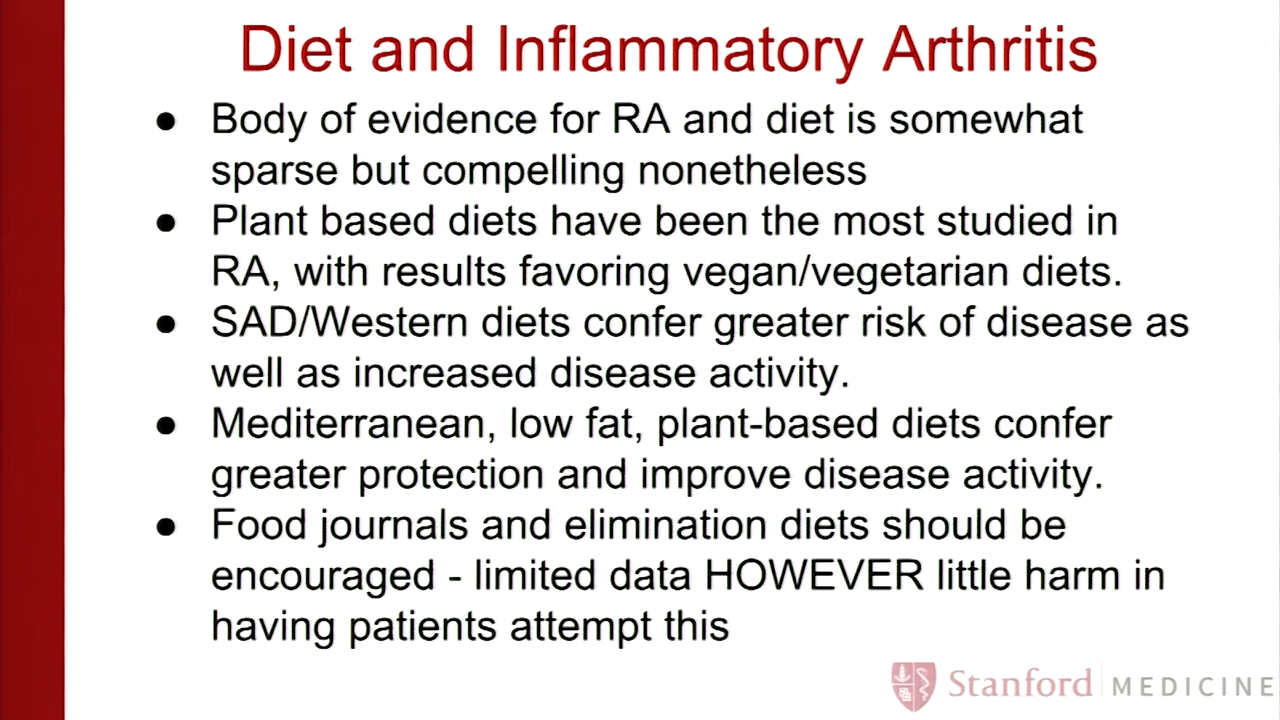 Diet and Inflammatory Arthritis
● Body of evidence for RA and diet is somewhat
sparse but compelling nonetheless
● Plant based diets have been the most studied in
RA, with results favoring vegan/vegetarian diets.
● SAD/Western diets confer greater risk of disease as
well as increased disease activity.
● Mediterranean, low fat, plant-based diets confer
greater protection and improve disease activity.
● Food journals and elimination diets should be
encouraged - limited data HOWEVER little harm in
having patients attempt this
Stanford MEDICINE